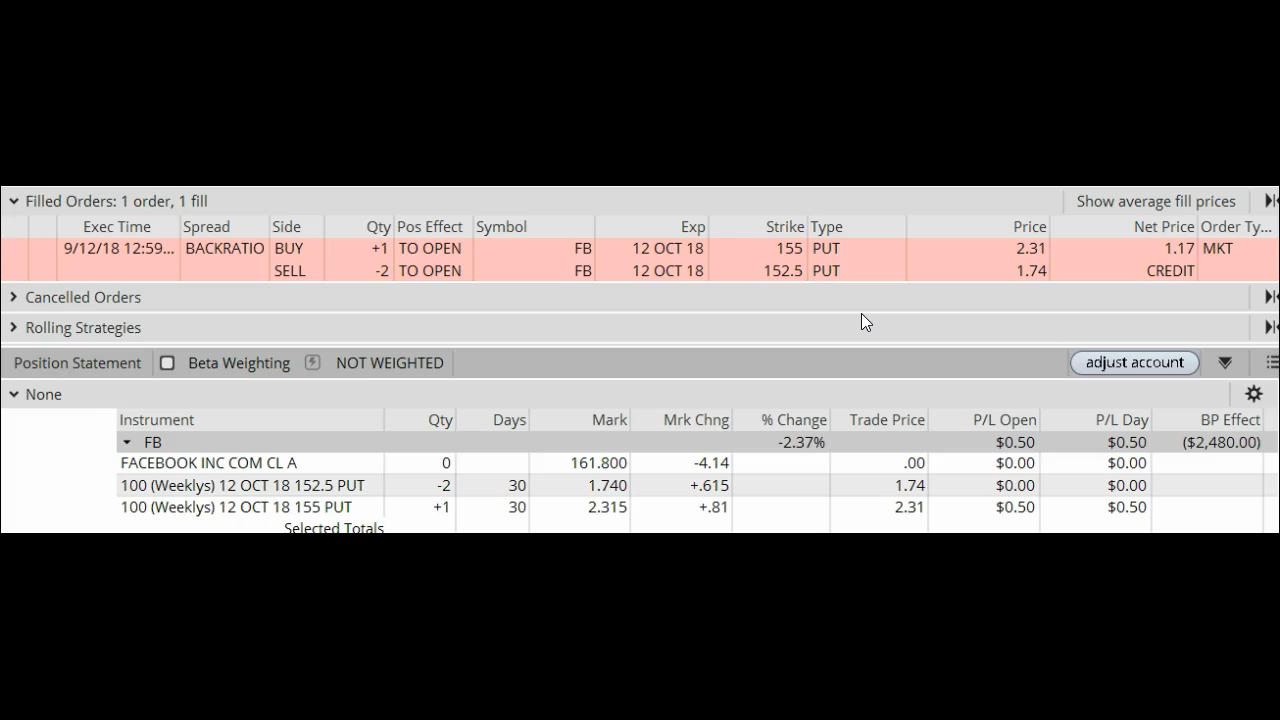 Filled Orders: 1 order, 1 fill Show average fill prices
Exec Time Spread Side Qty Pos Effect Symbol Exp Strike Type Price Net Price Order Ty...
9/12/18 12:59... BACKRATIO BUY +1 TO OPEN FB 12 OCT 18 155 PUT 2.31 1.17 MKT
SELL -2 TO OPEN FB 12 OCT 18 152.5 PUT 1.74 CREDIT
Cancelled Orders
Rolling Strategies
Position Statement Beta Weighting NOT WEIGHTED adjust account
None
Instrument Qty Days Mark Mrk Chng % Change Trade Price P/L Open P/L Day BP Effect
FB -2.37% $0.50 $0.50 ($2,480.00)
FACEBOOK INC COM CL A 0 161.800 -4.14 .00 $0.00 $0.00
100 (Weeklys) 12 OCT 18 152.5 PUT -2 30 1.740 +.615 1.74 $0.00 $0.00
100 (Weeklys) 12 OCT 18 155 PUT +1 30 2.315 +.81 2.31 $0.50 $0.50
Selected Totals